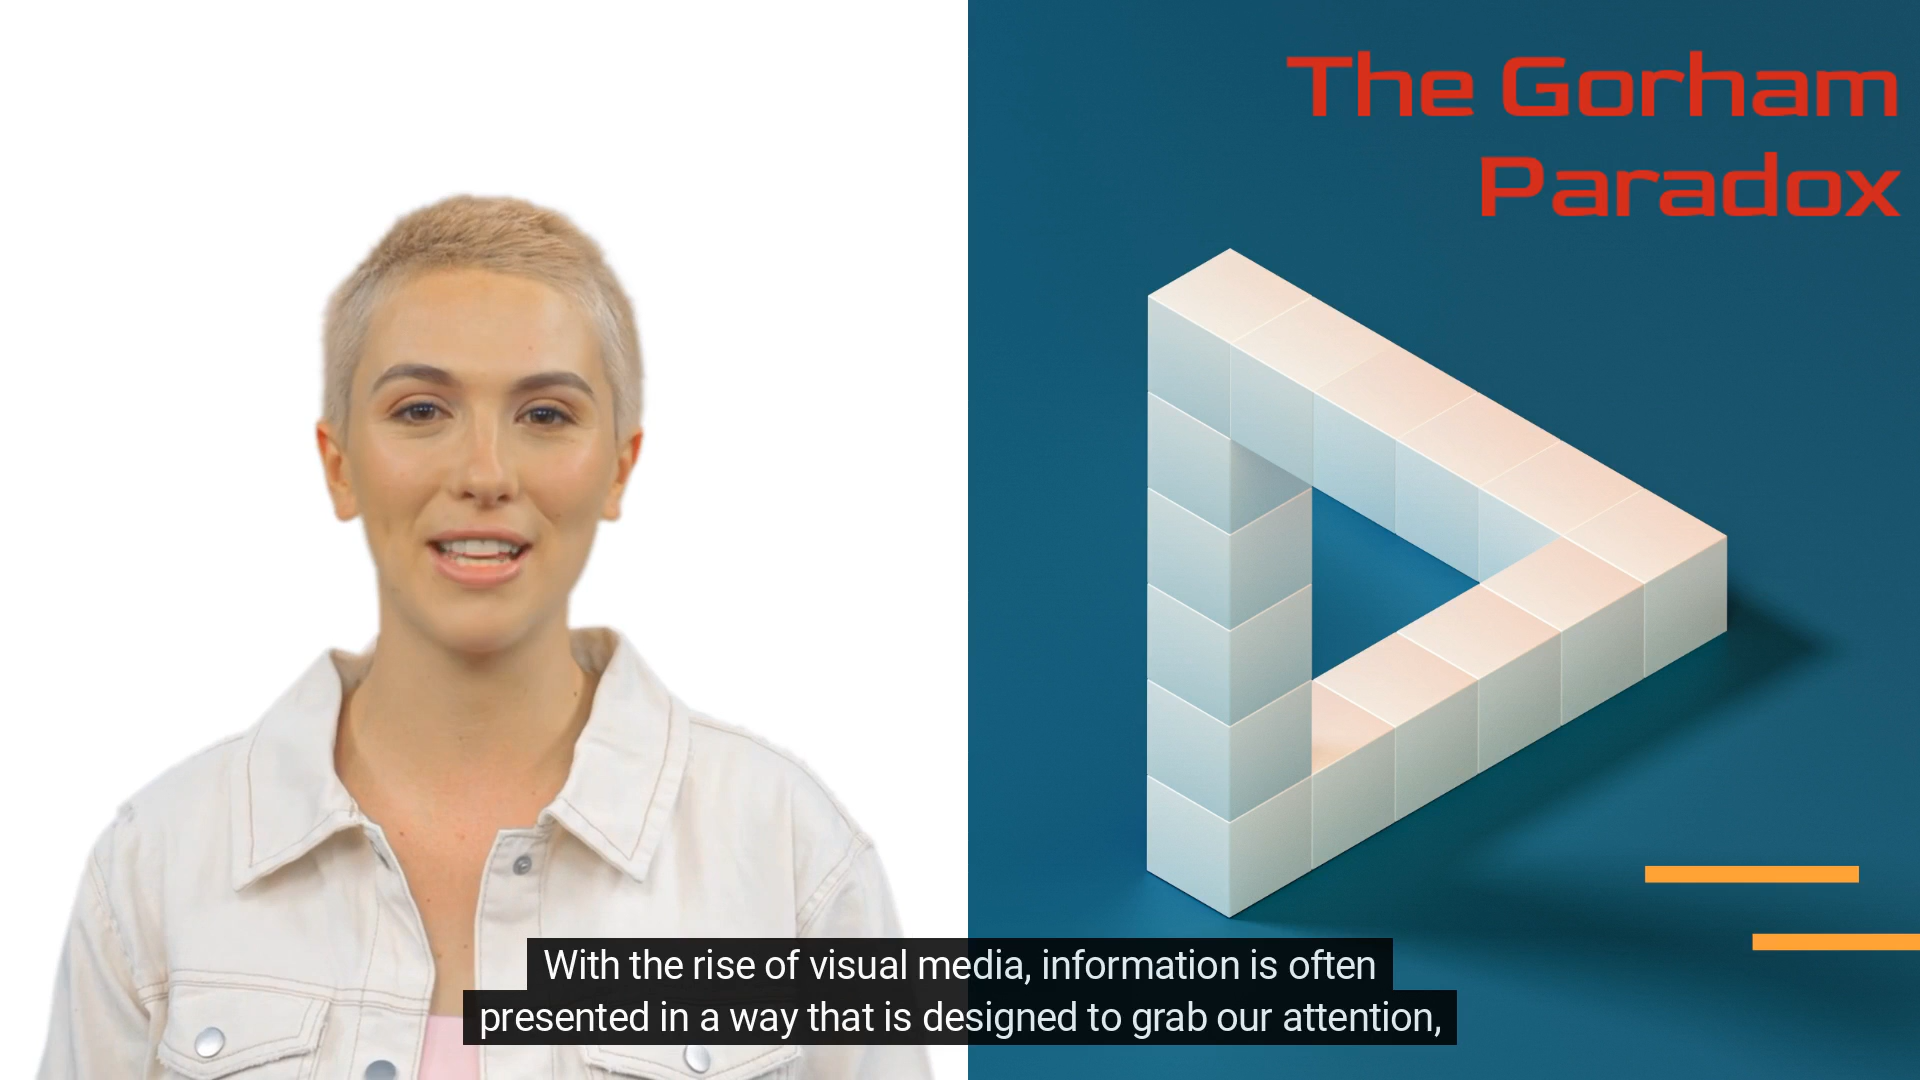 The Gorham
Paradox
With the rise of visual media, information is often
presented in a way that is designed to grab our attention,